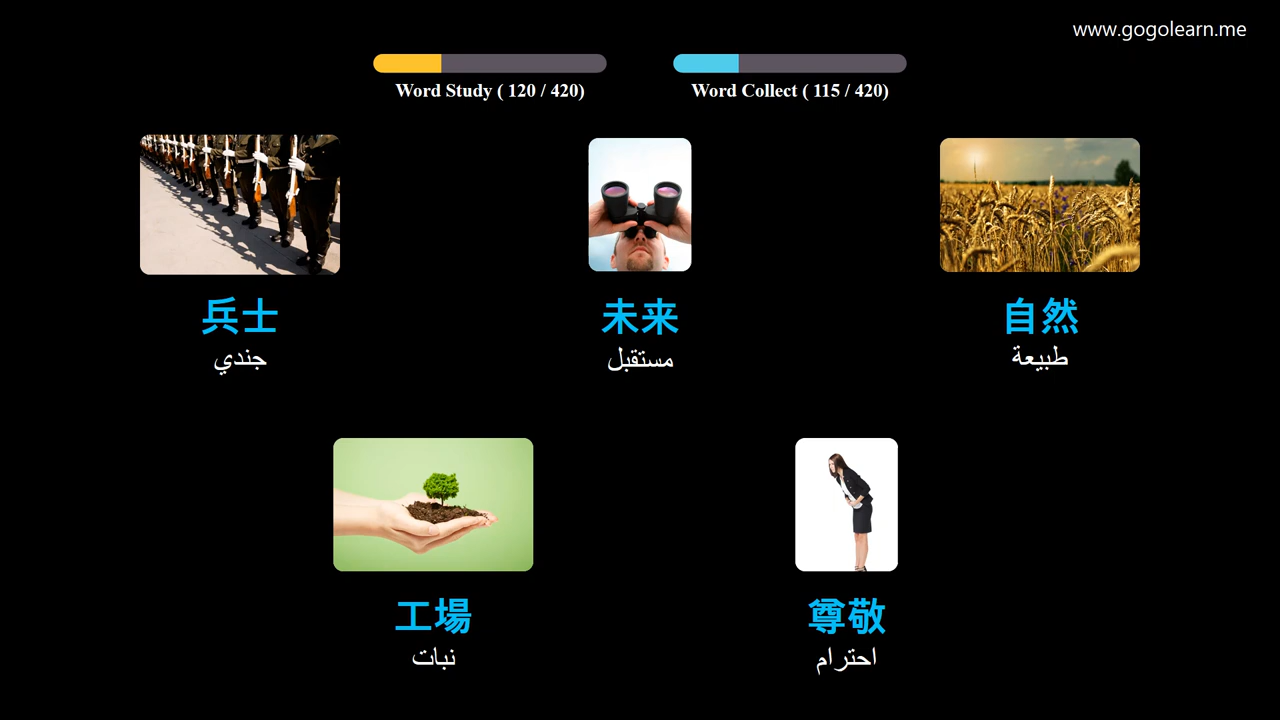 www.gogolearn.me
Word Study ( 120 / 420)
Word Collect ( 115 / 420)
兵士
未来
自然
جندي
مستقبل
طبيعة
工場
尊敬
نبات
احترام